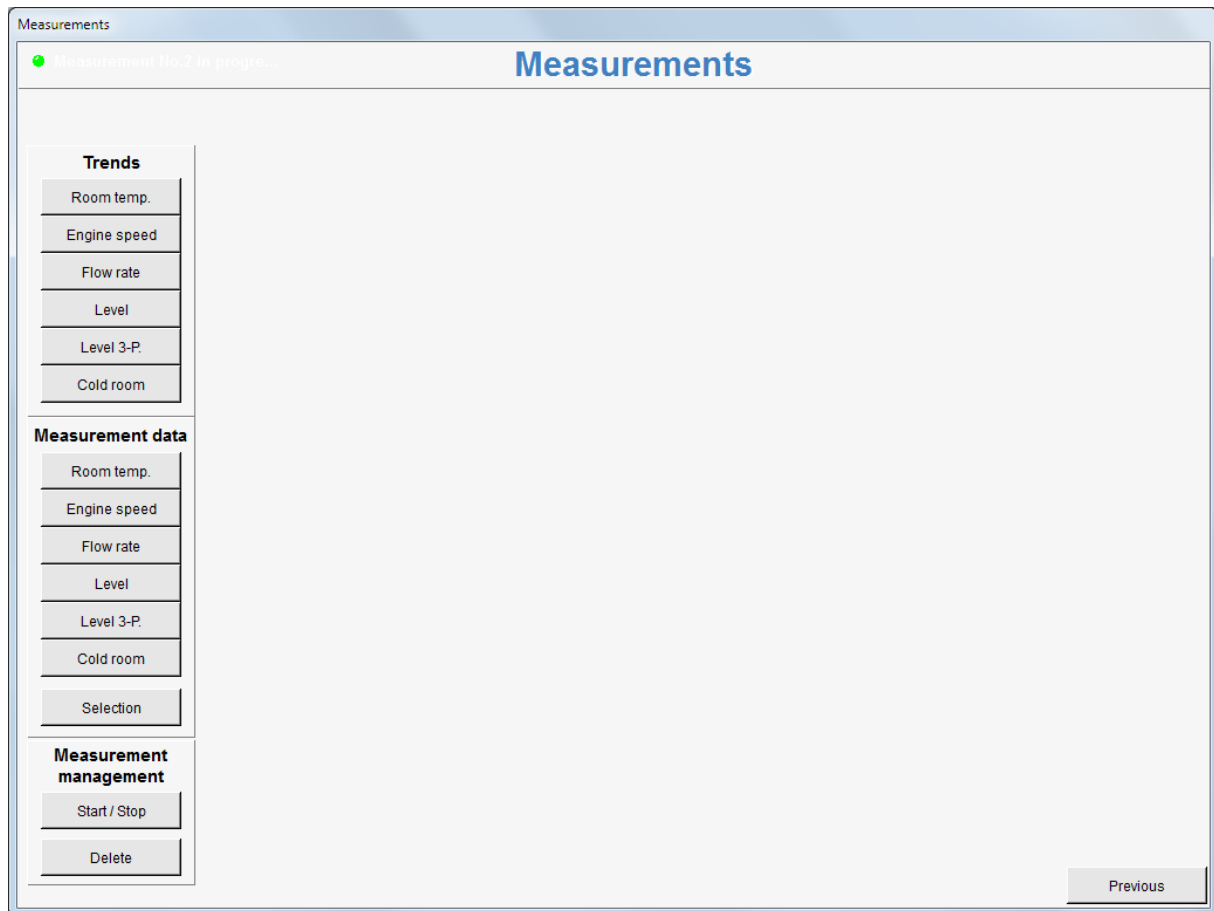 Measurements
Measurement No.2 in progre...
Measurements
Trends
Room temp.
Engine speed
Flow rate
Level
Level 3-P.
Cold room
Measurement data
Room temp.
Engine speed
Flow rate
Level
Level 3-P.
Cold room
Selection
Measurement
management
Start / Stop
Delete
Previous